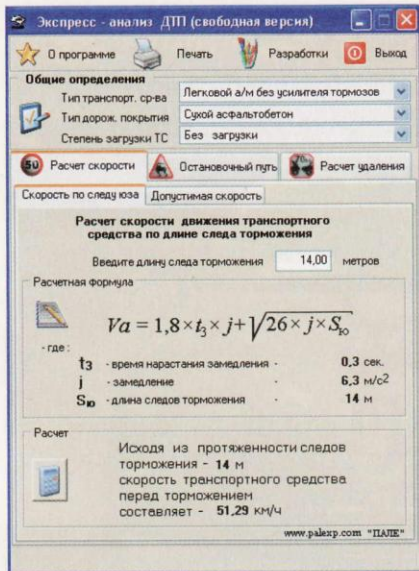 Экспресс - анализ ДТП (свободная версия)
О программе Печать Разработки Выход
Общие определения
Тип транспорт. ср-ва Легковой а/м без усилителя тормозов
Тип дорож. покрытия Сухой асфальтобетон
Степень загрузки ТС Без загрузки
50 Расчет скорости Остановочный путь Расчет удаления
Скорость по следу юза Допустимая скорость
Расчет скорости движения транспортного
средства по длине следа торможения
Введите длину следа торможения 14,00 метров
Расчетная формула
Va = 1,8 × t₃ × j + √26 × j × Sю
- где :
tз - время нарастания замедления - 0,3 сек.
j - замедление - 6,3 м/с²
Sю - длина следов торможения - 14 м
Расчет
Исходя из протяженности следов
торможения - 14 м
скорость транспортного средства
перед торможением
составляет - 51,29 км/ч
www.palexp.com "ПАЛЕ"